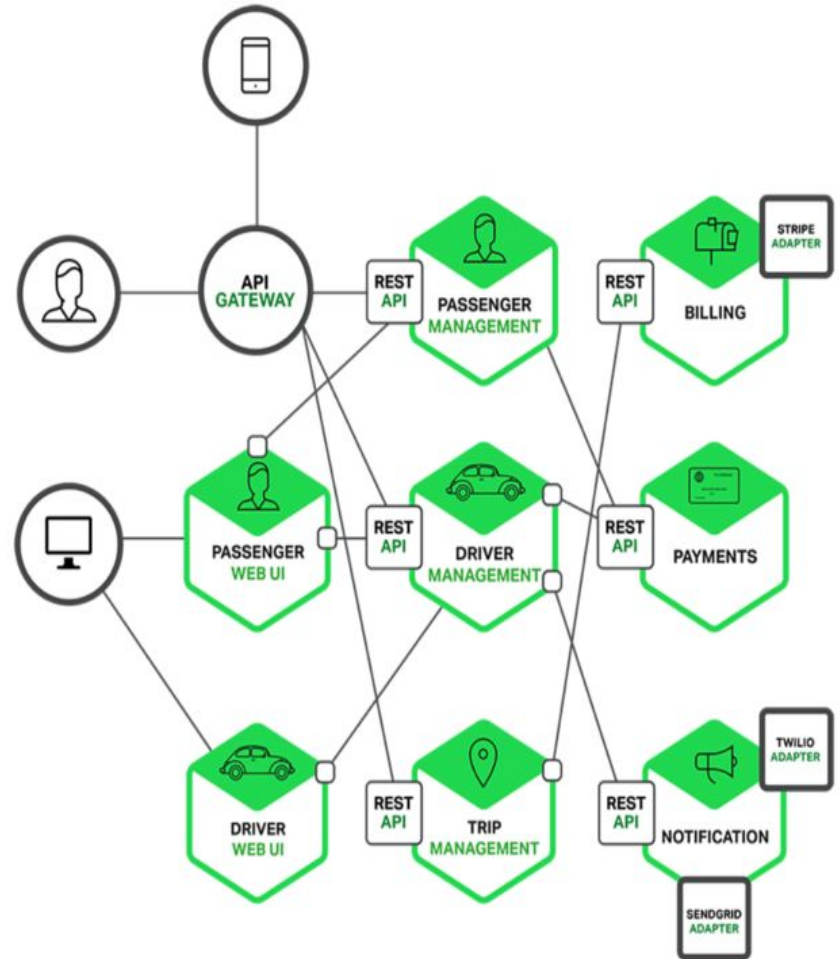 API
GATEWAY
REST
API
PASSENGER
MANAGEMENT
REST
API
BILLING
STRIPE
ADAPTER
PASSENGER
WEB UI
REST
API
DRIVER
MANAGEMENT
REST
API
PAYMENTS
DRIVER
WEB UI
REST
API
TRIP
MANAGEMENT
REST
API
NOTIFICATION
TWILIO
ADAPTER
SENDGRID
ADAPTER